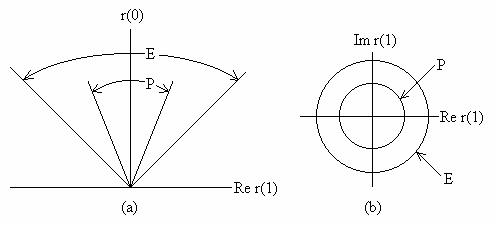 r(0)
E
P
Re r(1)
(a)
Im r(1)
P
Re r(1)
E
(b)